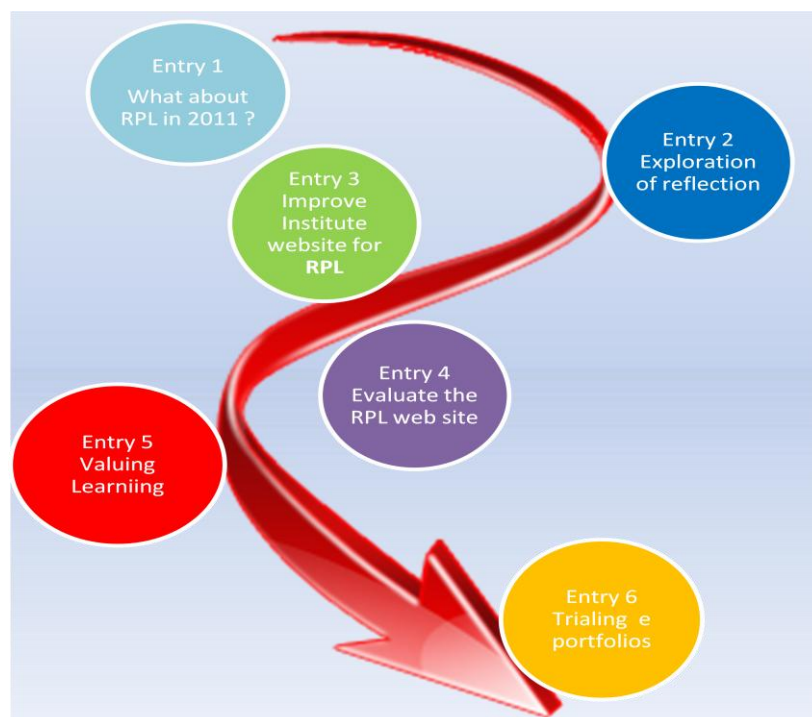 Entry 1
What about
RPL in 2011 ?
Entry 2
Exploration
of reflection
Entry 3
Improve
Institute
website for
RPL
Entry 4
Evaluate the
RPL web site
Entry 5
Valuing
Learniing
Entry 6
Trialing e
portfolios